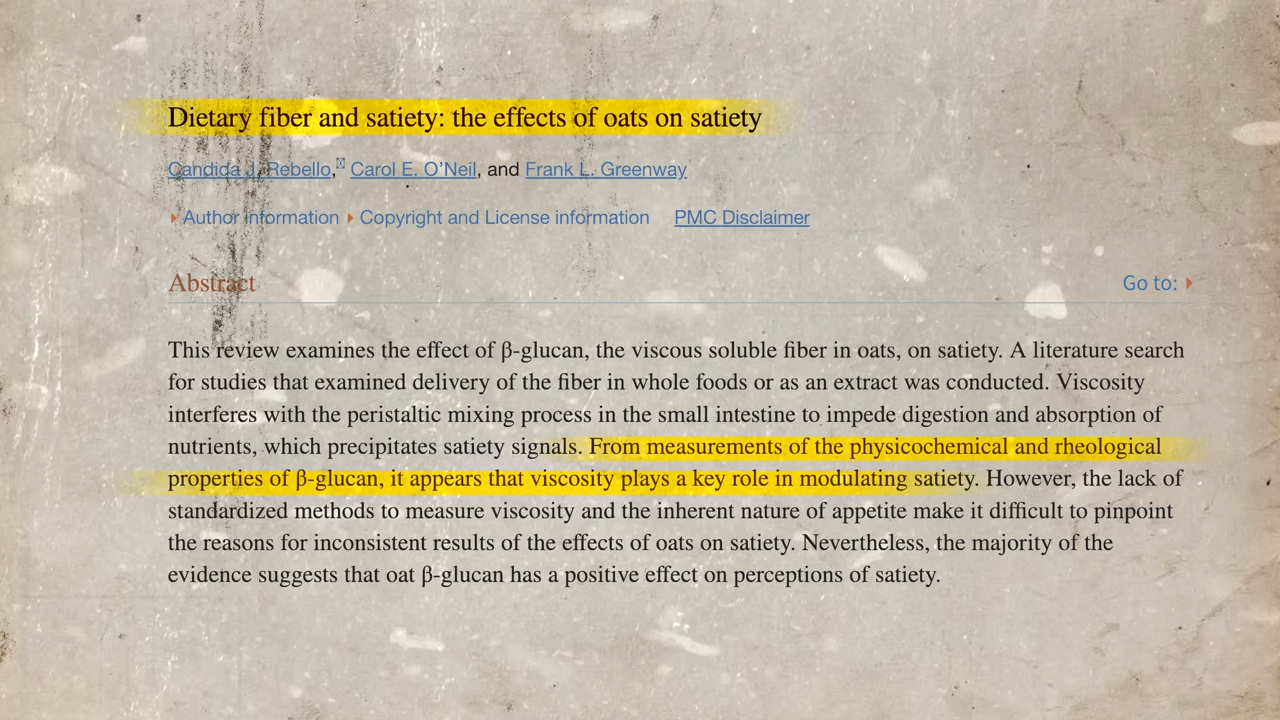 Dietary fiber and satiety: the effects of oats on satiety
Candida J. Rebello, Carol E. O’Neil, and Frank L. Greenway
Author information Copyright and License information PMC Disclaimer
Abstract
Go to:
This review examines the effect of β-glucan, the viscous soluble fiber in oats, on satiety. A literature search
for studies that examined delivery of the fiber in whole foods or as an extract was conducted. Viscosity
interferes with the peristaltic mixing process in the small intestine to impede digestion and absorption of
nutrients, which precipitates satiety signals. From measurements of the physicochemical and rheological
properties of β-glucan, it appears that viscosity plays a key role in modulating satiety. However, the lack of
standardized methods to measure viscosity and the inherent nature of appetite make it difficult to pinpoint
the reasons for inconsistent results of the effects of oats on satiety. Nevertheless, the majority of the
evidence suggests that oat β-glucan has a positive effect on perceptions of satiety.